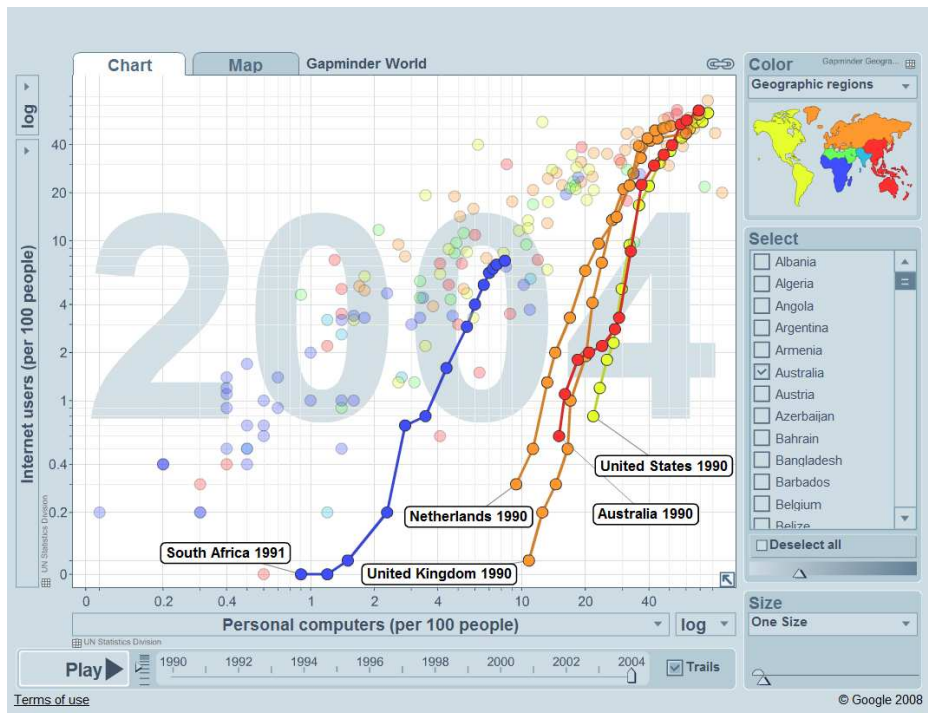 Chart
Map
Gapminder World
2004
log
Internet users (per 100 people)
UN Statistics Division
40
20
10
4
2
1
0.4
0.2
0
United States 1990
Netherlands 1990
Australia 1990
South Africa 1991
United Kingdom 1990
0
0.2
0.4
1
2
4
10
20
40
Personal computers (per 100 people)
log
UN Statistics Division
Play
1990
1992
1994
1996
1998
2000
2002
2004
Trails
Color
Gapminder Geogra...
Geographic regions
Select
Albania
Algeria
Angola
Argentina
Armenia
Australia
Austria
Azerbaijan
Bahrain
Bangladesh
Barbados
Belgium
Belize
Deselect all
Size
One Size
Terms of use
© Google 2008